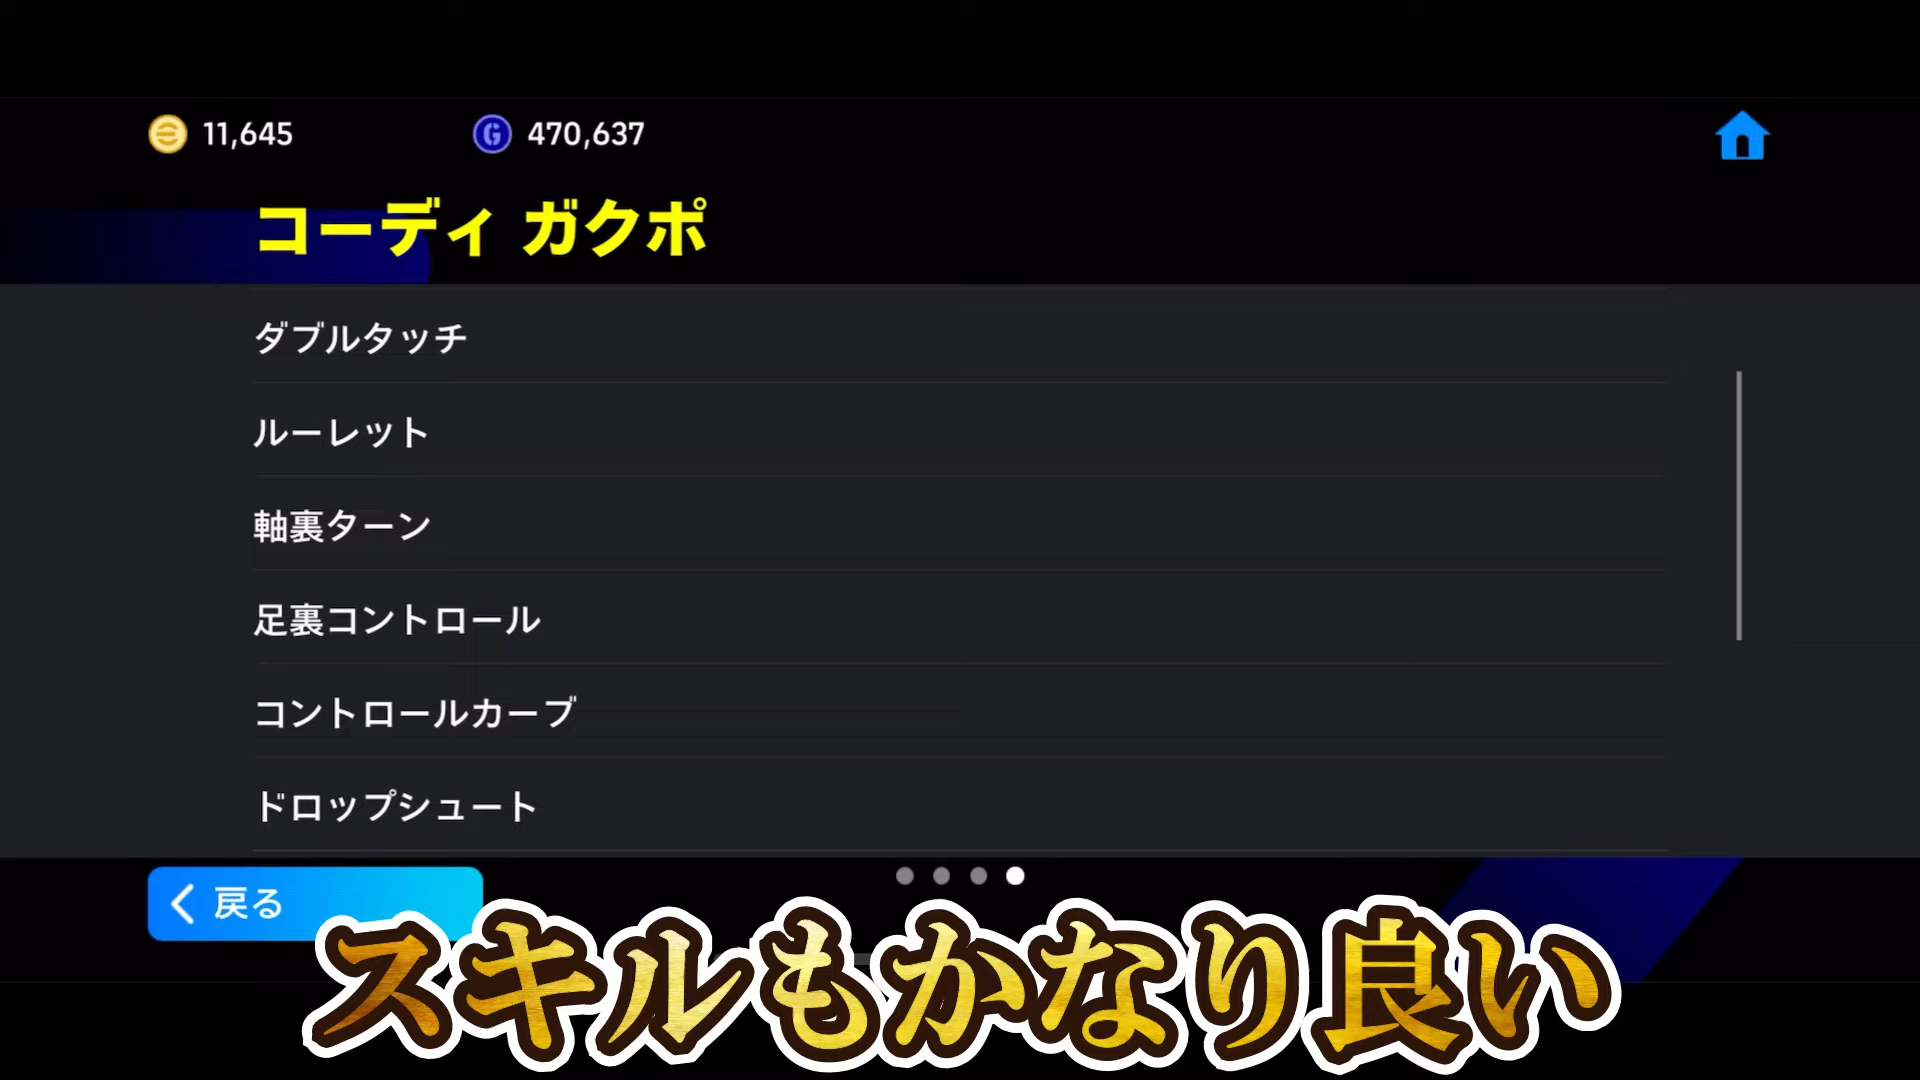 11,645
470,637
コーディ ガクポ
ダブルタッチ
ルーレット
軸裏ターン
足裏コントロール
コントロールカーブ
ドロップシュート
戻る
スキルもかなり良い